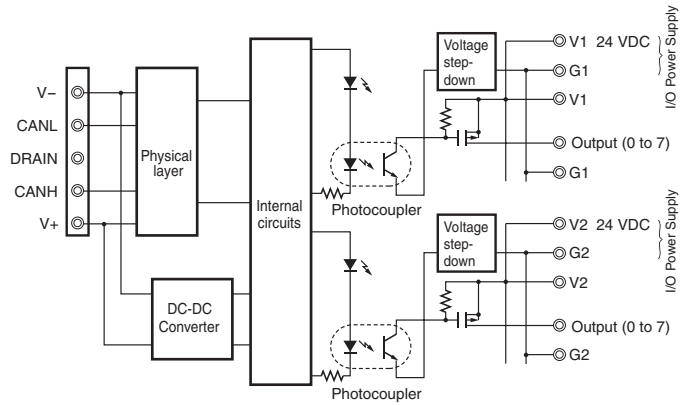 V−
CANL
DRAIN
CANH
V+
Physical
layer
DC-DC
Converter
Internal
circuits
Photocoupler
Voltage
step-
down
V1 24 VDC
G1
V1
Output (0 to 7)
G1
I/O Power Supply
Photocoupler
Voltage
step-
down
V2 24 VDC
G2
V2
Output (0 to 7)
G2
I/O Power Supply